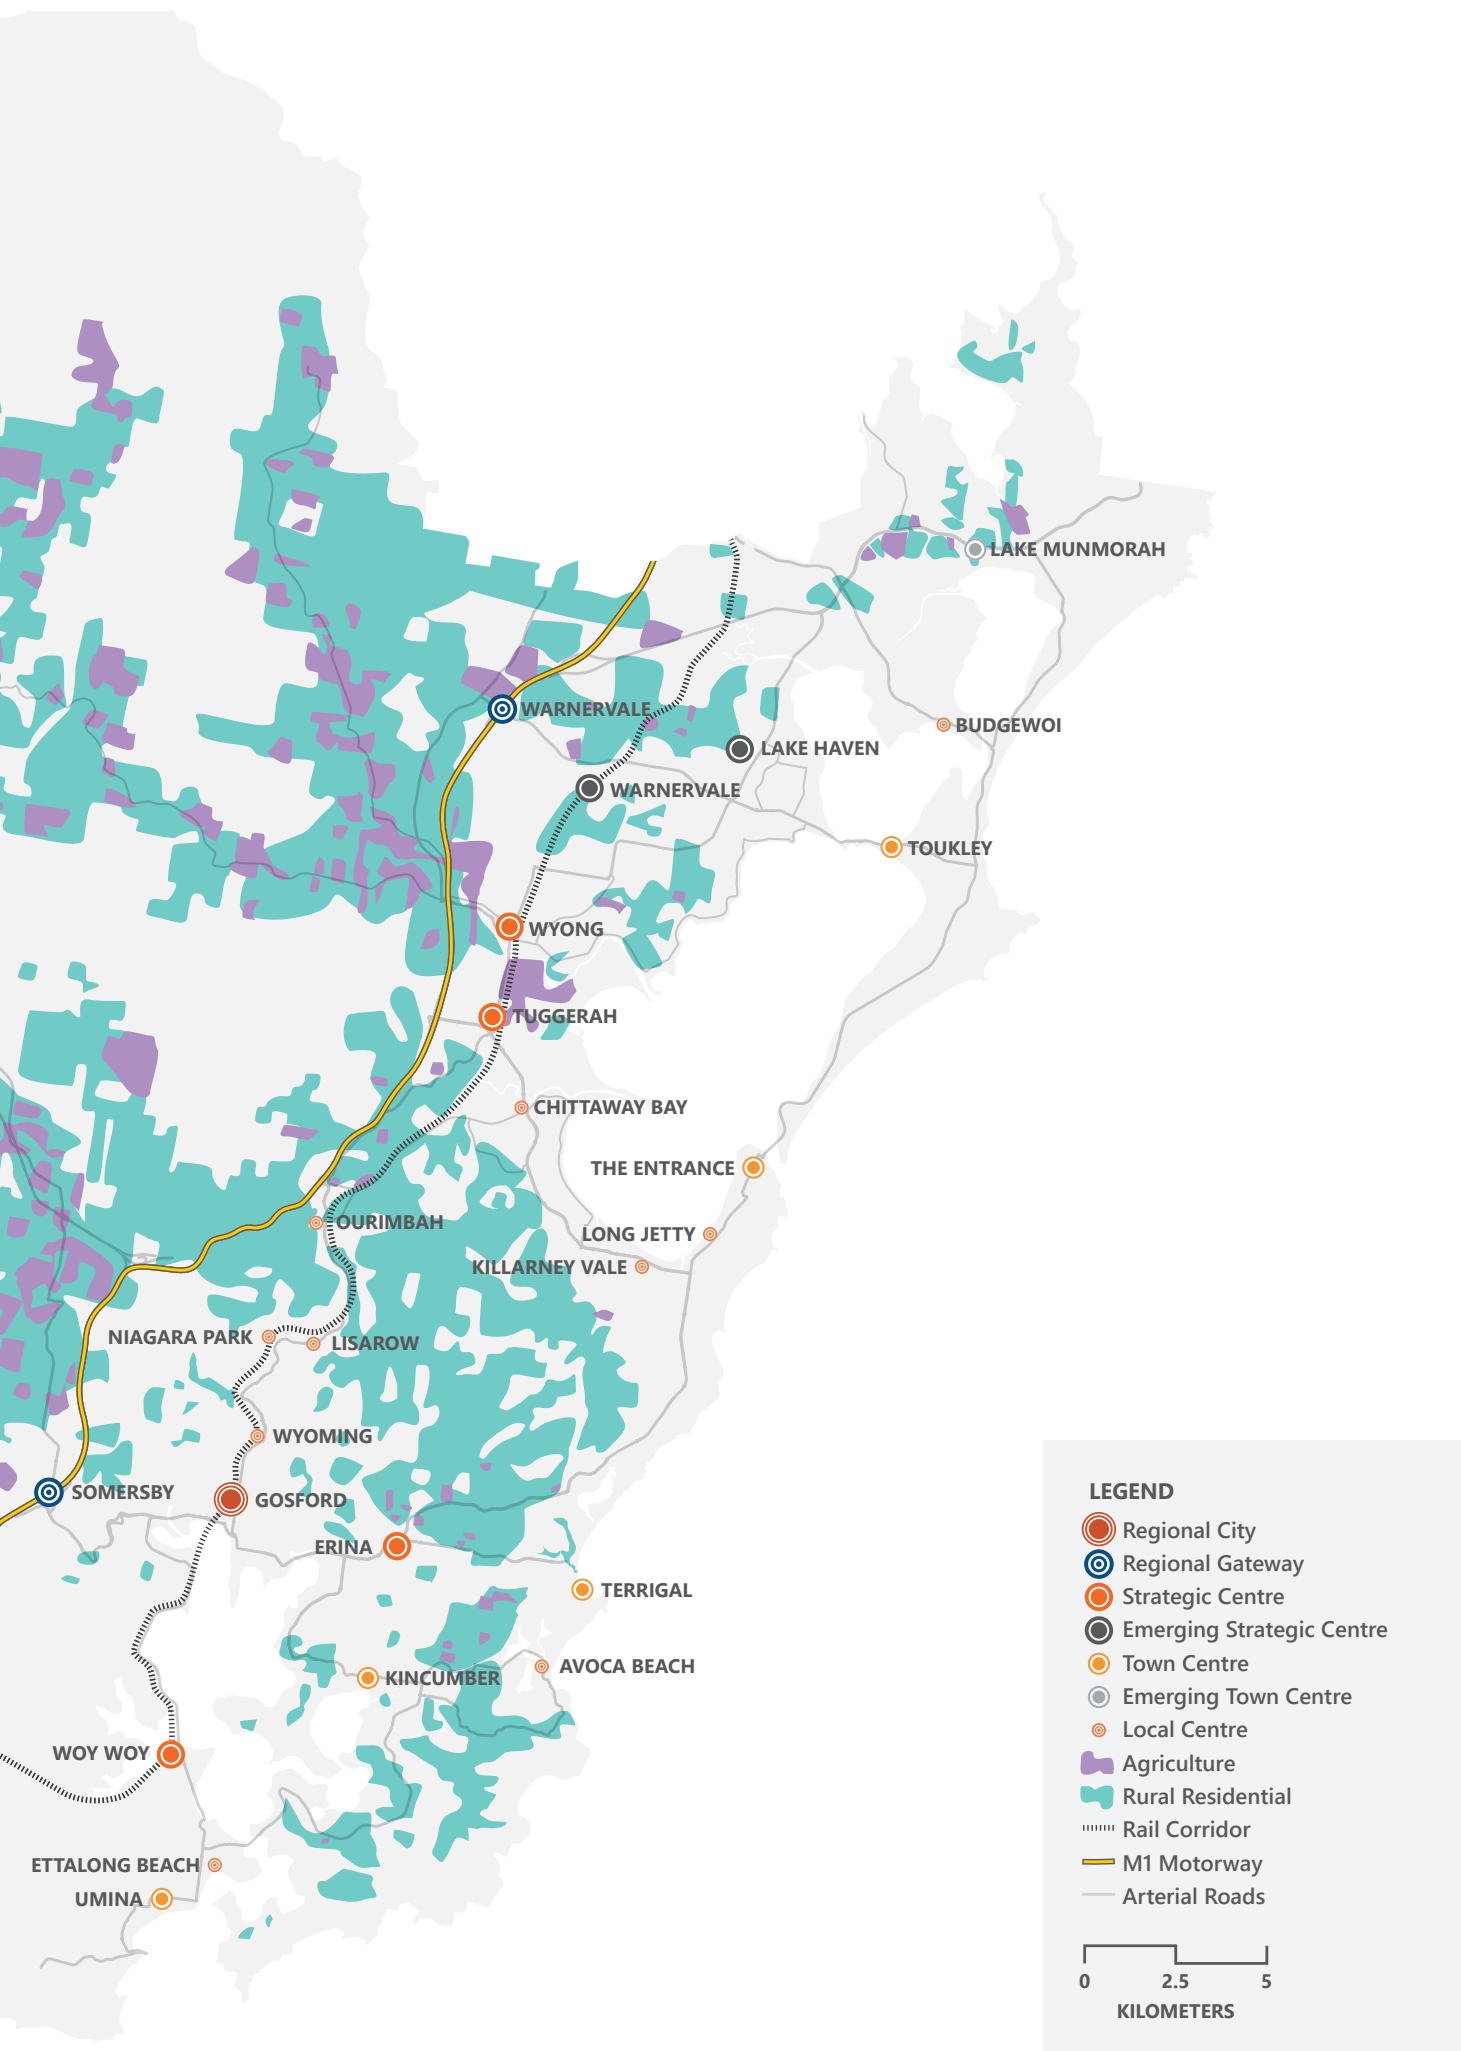 LAKE MUNMORAH
WARNERVALE
BUDGEWOI
LAKE HAVEN
WARNERVALE
TOUKLEY
WYONG
TUGGERAH
CHITTAWAY BAY
THE ENTRANCE
OURIMBAH
LONG JETTY
KILLARNEY VALE
NIAGARA PARK
LISAROW
WYOMING
SOMERSBY
GOSFORD
ERINA
TERRIGAL
AVOCA BEACH
KINCUMBER
WOY WOY
ETTALONG BEACH
UMINA
LEGEND
Regional City
Regional Gateway
Strategic Centre
Emerging Strategic Centre
Town Centre
Emerging Town Centre
Local Centre
Agriculture
Rural Residential
Rail Corridor
M1 Motorway
Arterial Roads
0 2.5 5
KILOMETERS